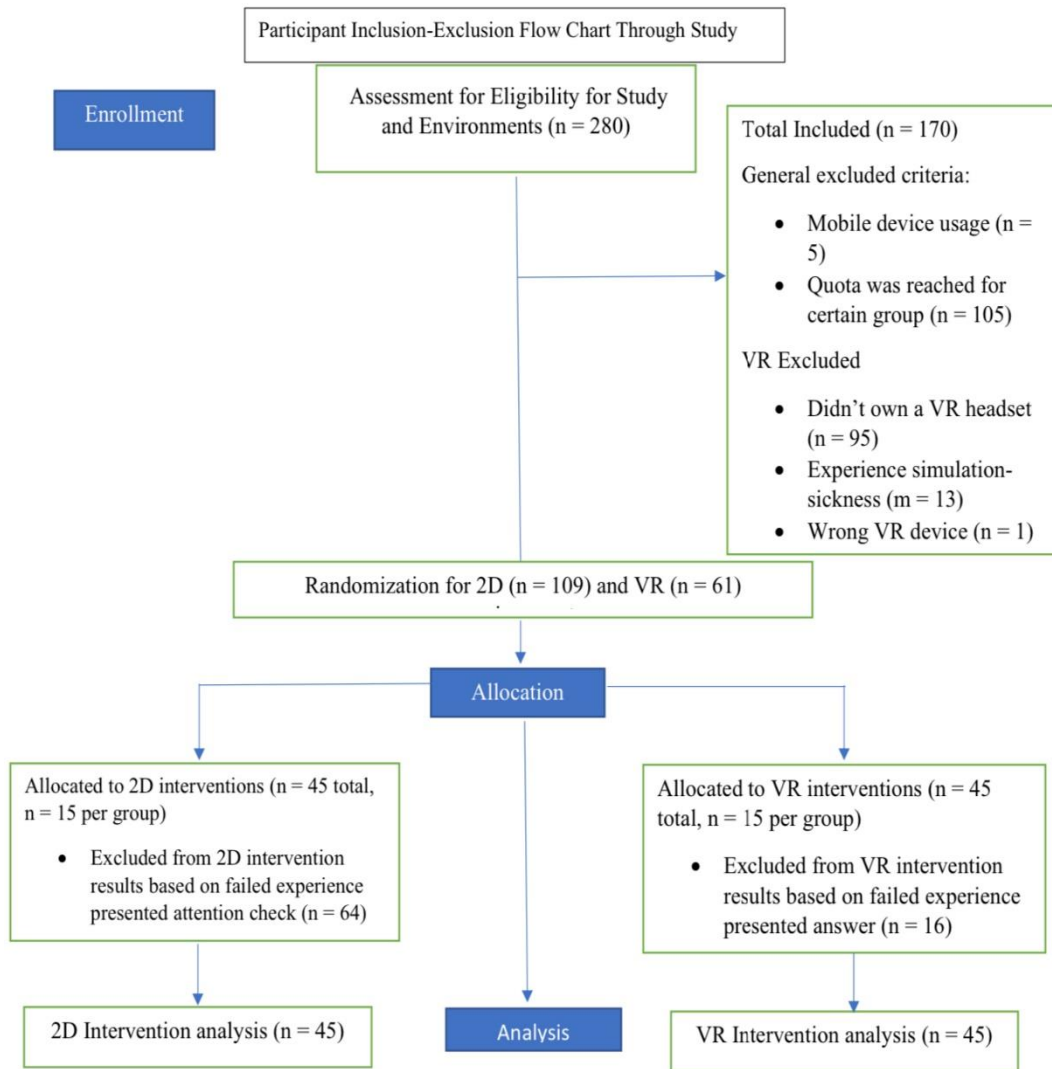 Participant Inclusion-Exclusion Flow Chart Through Study
Enrollment
Assessment for Eligibility for Study
and Environments (n = 280)
Total Included (n = 170)
General excluded criteria:
• Mobile device usage (n =
5)
• Quota was reached for
certain group (n = 105)
VR Excluded
• Didn’t own a VR headset
(n = 95)
• Experience simulation-
sickness (m = 13)
• Wrong VR device (n = 1)
Randomization for 2D (n = 109) and VR (n = 61)
Allocation
Allocated to 2D interventions (n = 45 total,
n = 15 per group)
• Excluded from 2D intervention
results based on failed experience
presented attention check (n = 64)
Allocated to VR interventions (n = 45
total, n = 15 per group)
• Excluded from VR intervention
results based on failed experience
presented answer (n = 16)
2D Intervention analysis (n = 45)
Analysis
VR Intervention analysis (n = 45)